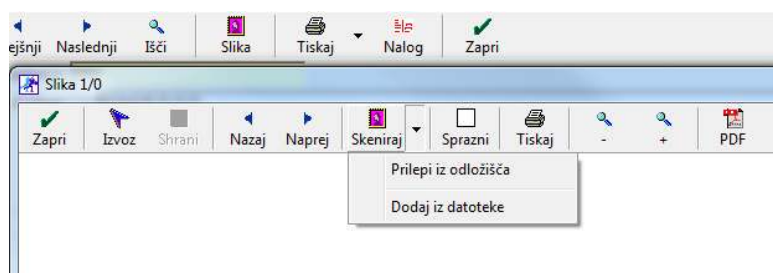 ejšnji Naslednji Išči Slika Tiskaj Nalog Zapri
Slika 1/0
Zapri Izvoz Shrani Nazaj Naprej Skeniraj Sprazni Tiskaj - + PDF
Prilepi iz odložišča
Dodaj iz datoteke